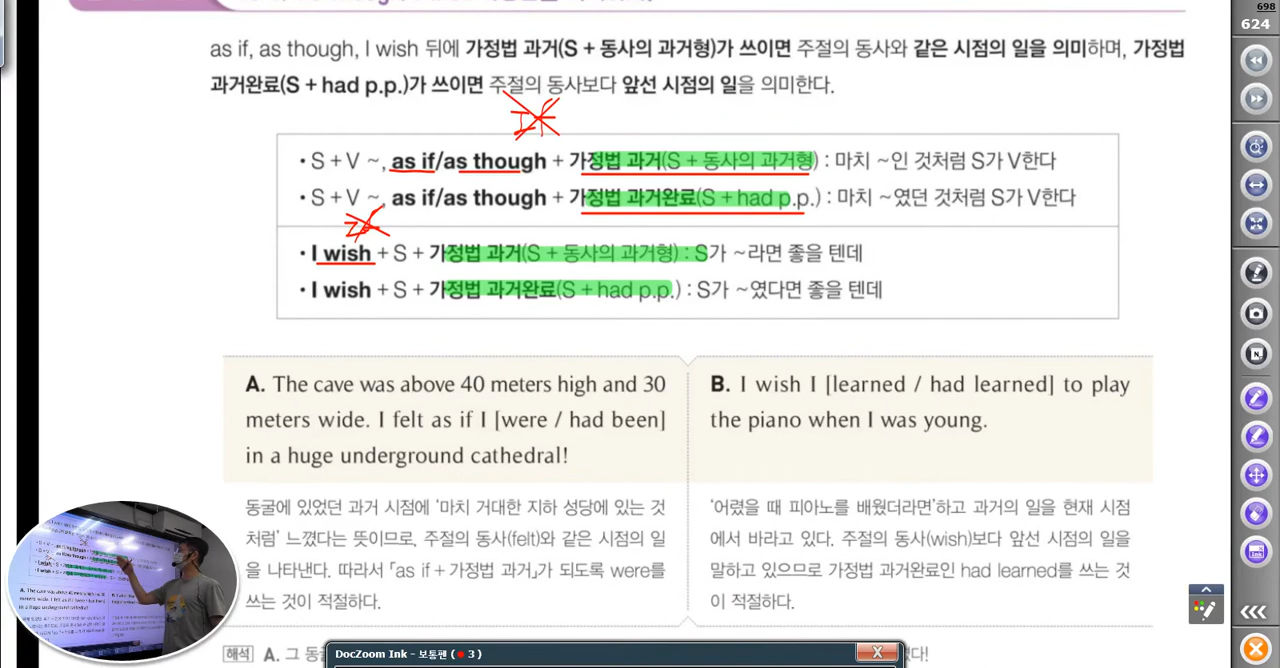 698
624
as if, as though, I wish 뒤에 가정법 과거(S + 동사의 과거형)가 쓰이면 주절의 동사와 같은 시점의 일을 의미하며, 가정법
과거완료(S + had p.p.)가 쓰이면 주절의 동사보다 앞선 시점의 일을 의미한다.
If
• S + V ~, as if/as though + 가정법 과거(S + 동사의 과거형) : 마치 ~인 것처럼 S가 V한다
• S + V ~, as if/as though + 가정법 과거완료(S + had p.p.) : 마치 ~였던 것처럼 S가 V한다
• I wish + S + 가정법 과거(S + 동사의 과거형) : S가 ~라면 좋을 텐데
• I wish + S + 가정법 과거완료(S + had p.p.) : S가 ~였다면 좋을 텐데
A. The cave was above 40 meters high and 30
meters wide. I felt as if I [were / had been]
in a huge underground cathedral!
B. I wish I [learned / had learned] to play
the piano when I was young.
동굴에 있었던 과거 시점에 '마치 거대한 지하 성당에 있는 것
처럼' 느꼈다는 뜻이므로, 주절의 동사(felt)와 같은 시점의 일
을 나타낸다. 따라서 「as if + 가정법 과거」가 되도록 were를
쓰는 것이 적절하다.
'어렸을 때 피아노를 배웠더라면'하고 과거의 일을 현재 시점
에서 바라고 있다. 주절의 동사(wish)보다 앞선 시점의 일을
말하고 있으므로 가정법 과거완료인 had learned를 쓰는 것
이 적절하다.
해석 A. 그 동
DocZoom Ink - 보통펜 ( 3 )
다!